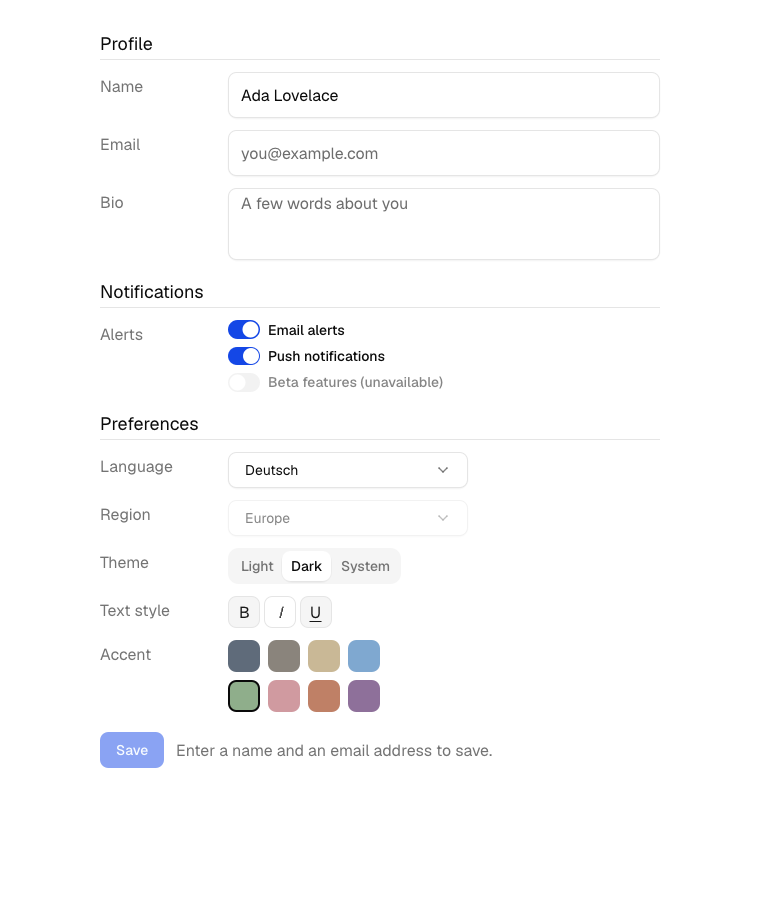 Profile
Name
Ada Lovelace
Email
you@example.com
Bio
A few words about you
Notifications
Alerts
Email alerts
Push notifications
Beta features (unavailable)
Preferences
Language
Deutsch
Region
Europe
Theme
Light Dark System
Text style
B I U
Accent
Save
Enter a name and an email address to save.